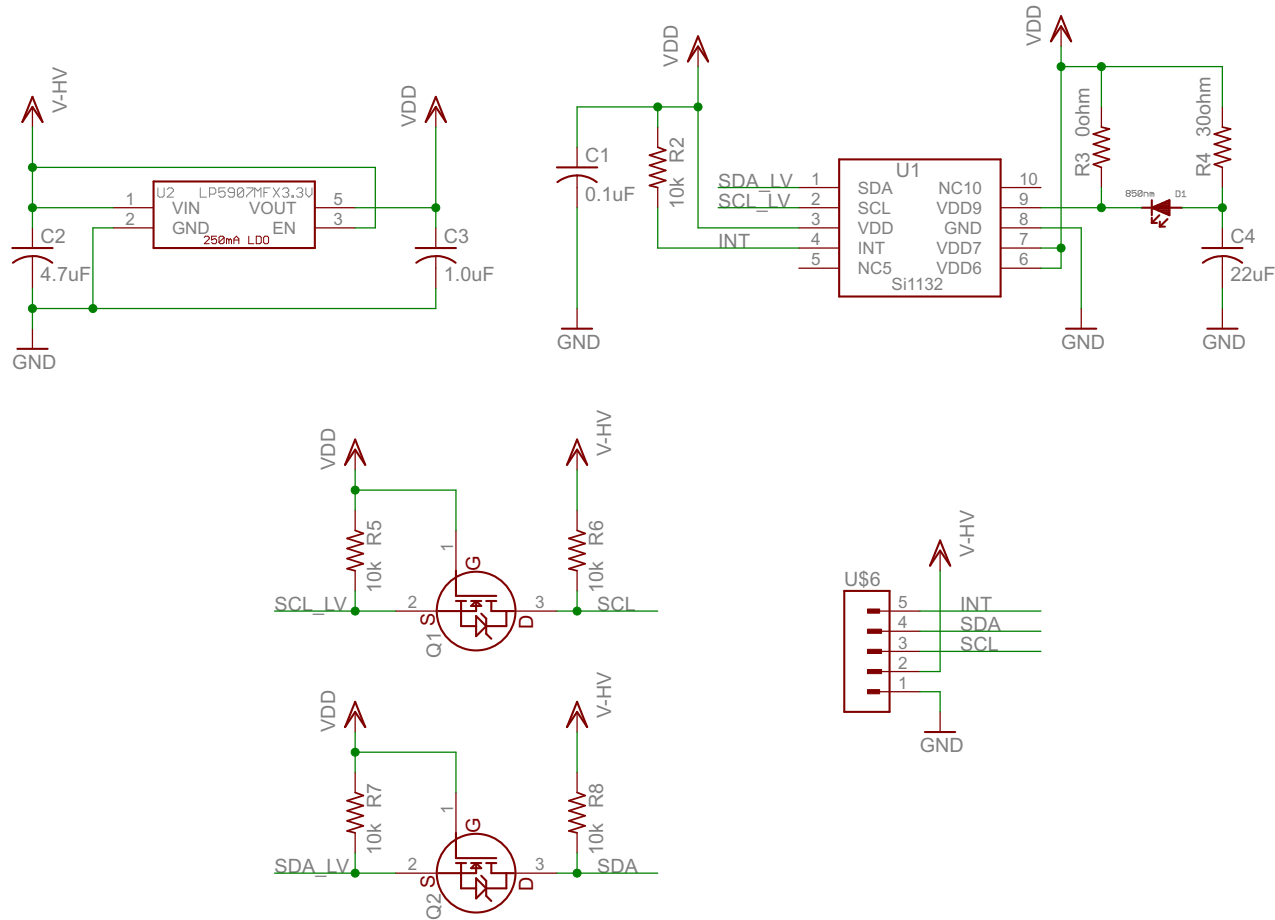 V-HV
VDD
U2 LP5907MFX3.3V
1 VIN VOUT 5
2 GND EN 3
250mA LDO
C2
4.7uF
C3
1.0uF
GND
VDD
C1
0.1uF
R2
10k
GND
SDA_LV
SCL_LV
INT
U1
1 SDA NC10 10
2 SCL VDD9 9
3 VDD GND 8
4 INT VDD7 7
5 NC5 VDD6 6
Si1132
VDD
R3 0ohm
R4 30ohm
850nm D1
C4
22uF
GND
GND
VDD
V-HV
R5
10k
R6
10k
1
G
SCL_LV
2
S
3
D
SCL
Q1
VDD
V-HV
R7
10k
R8
10k
1
G
SDA_LV
2
S
3
D
SDA
Q2
V-HV
U$6
5 INT
4 SDA
3 SCL
2
1
GND